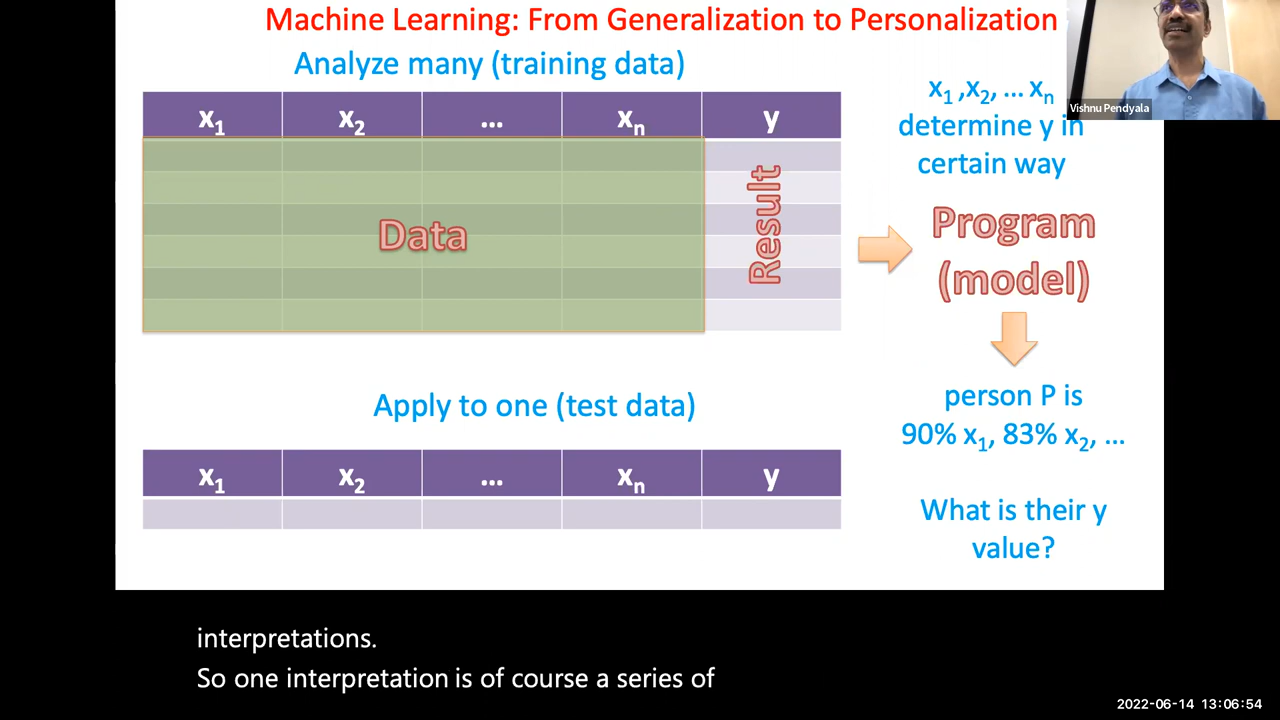 Machine Learning: From Generalization to Personalization
Analyze many (training data)
x1 x2 ... xn y
Data
Result
x1 ,x2, ... xn
determine y in
certain way
Program
(model)
person P is
90% x1, 83% x2, ...
What is their y
value?
Apply to one (test data)
x1 x2 ... xn y
Vishnu Pendyala
interpretations.
So one interpretation is of course a series of
2022-06-14 13:06:54